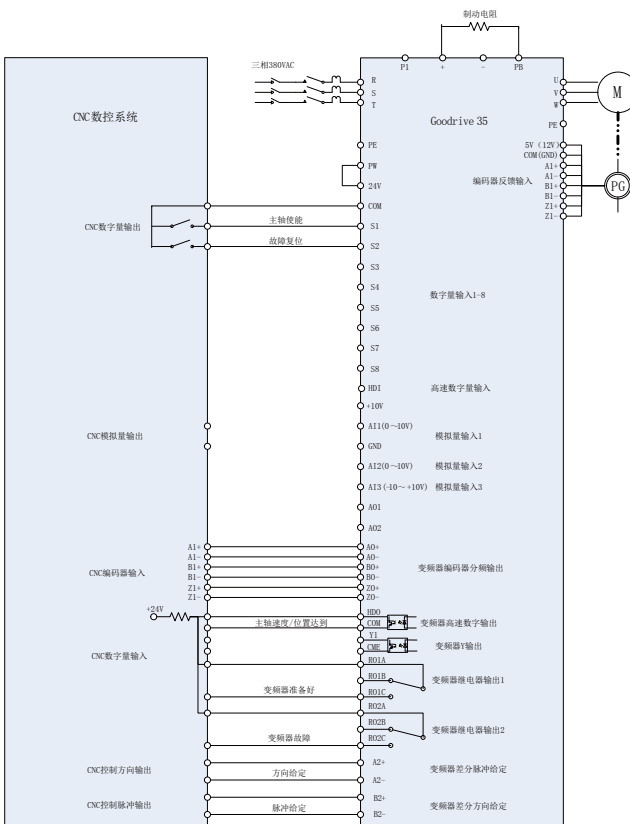 制动电阻
三相380VAC
P1 + - PB
R
S
T
U
V
W
PE
M
CNC数控系统
Goodrive 35
PE
PW
24V
5V (12V)
COM(GND)
A1+
A1-
B1+
B1-
Z1+
Z1-
编码器反馈输入
PG
COM
CNC数字量输出
主轴使能
S1
故障复位
S2
S3
S4
数字量输入1-8
S5
S6
S7
S8
HDI 高速数字量输入
+10V
CNC模拟量输出
AI1(0～10V) 模拟量输入1
GND
AI2(0～10V) 模拟量输入2
AI3(-10～+10V) 模拟量输入3
AO1
AO2
A1+ AO+
A1- AO-
B1+ BO+
B1- BO-
Z1+ ZO+
Z1- ZO-
CNC编码器输入
变频器编码器分频输出
+24V
HDO
主轴速度/位置达到
COM 变频器高速数字输出
Y1
CME 变频器Y输出
CNC数字量输入
RO1A
RO1B 变频器继电器输出1
变频器准备好
RO1C
RO2A
RO2B 变频器继电器输出2
变频器故障
RO2C
CNC控制方向输出
A2+
方向给定
A2-
变频器差分脉冲给定
CNC控制脉冲输出
B2+
脉冲给定
B2-
变频器差分方向给定